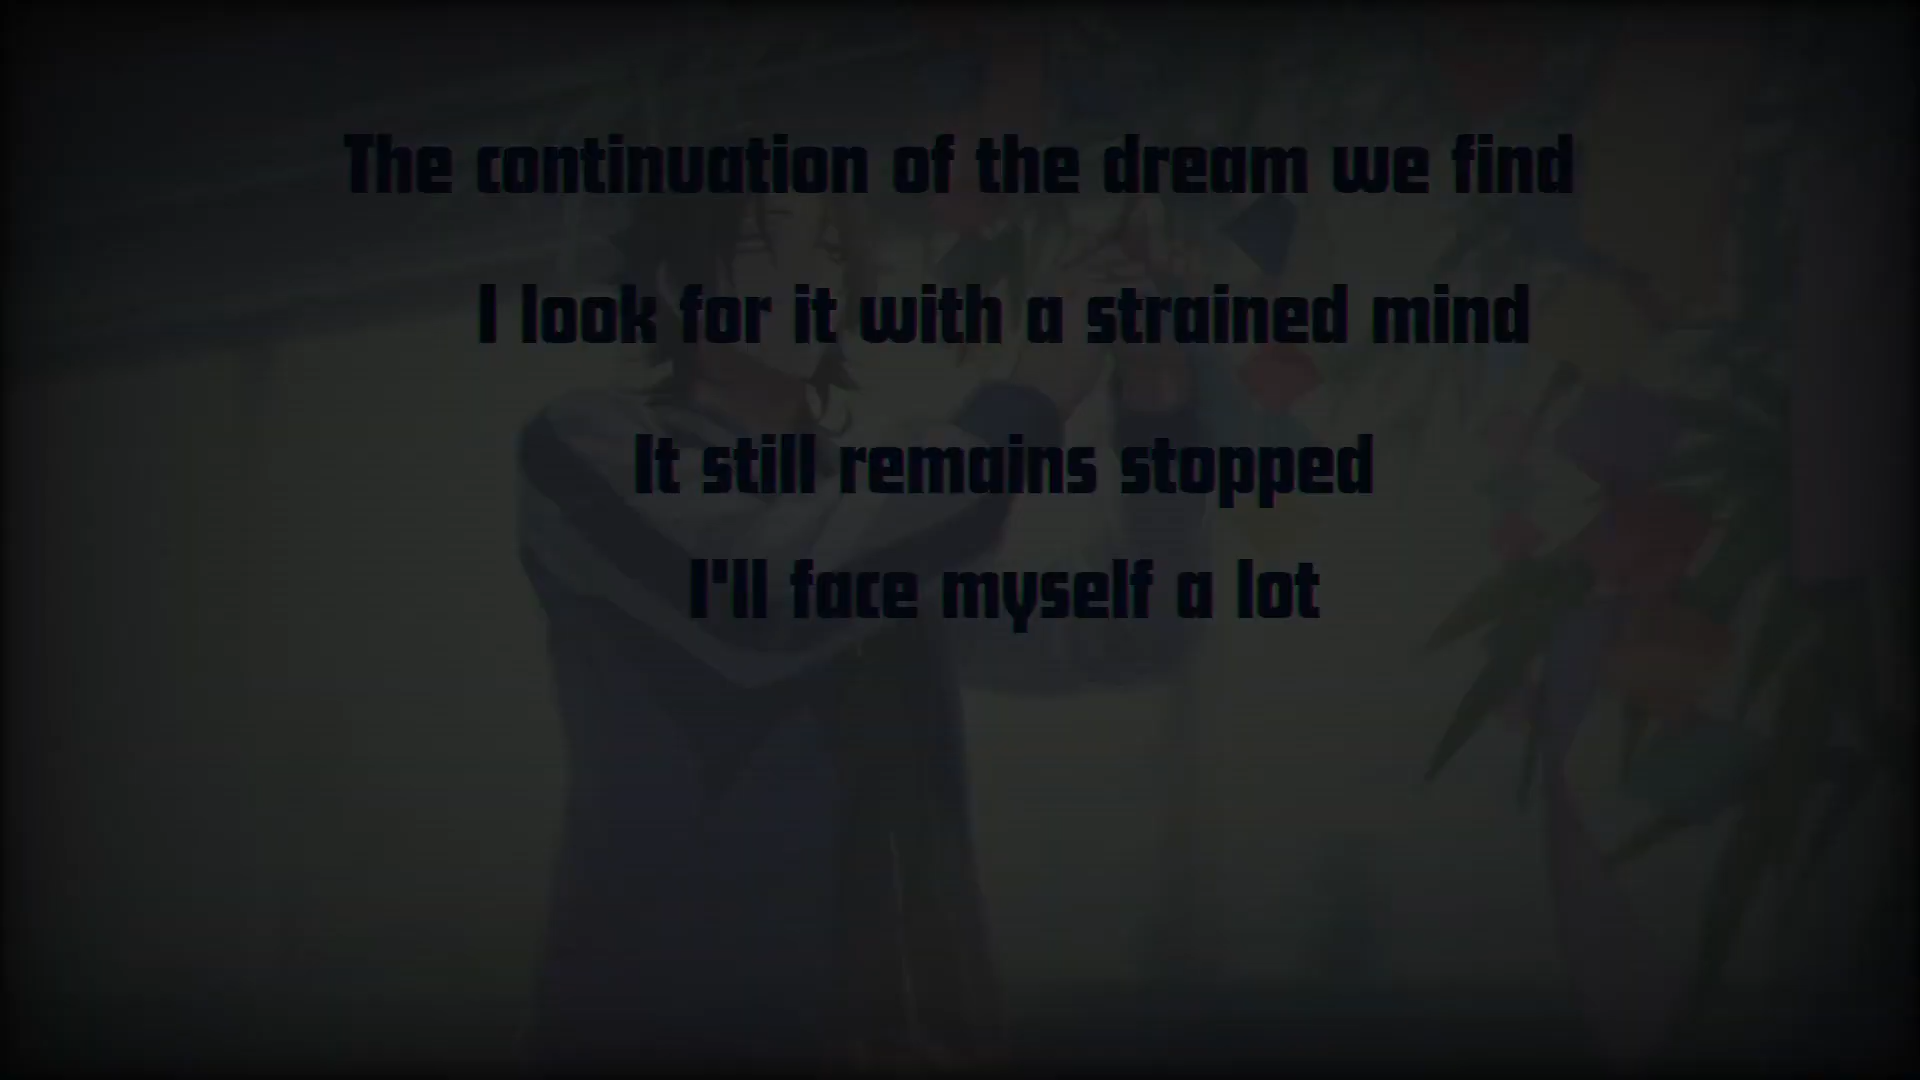 The continuation of the dream we find
I look for it with a strained mind
It still remains stopped
I'll face myself a lot